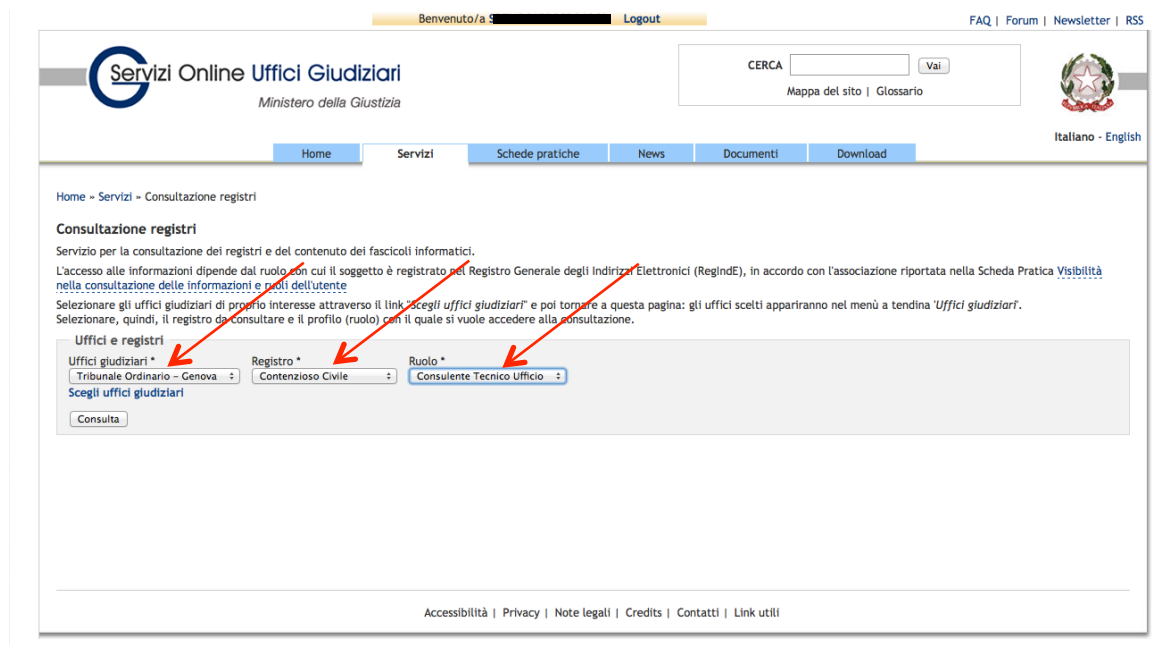 Benvenuto/a S Logout
FAQ | Forum | Newsletter | RSS
Servizi Online Uffici Giudiziari
Ministero della Giustizia
CERCA Vai
Mappa del sito | Glossario
Italiano - English
Home Servizi Schede pratiche News Documenti Download
Home » Servizi » Consultazione registri
Consultazione registri
Servizio per la consultazione dei registri e del contenuto dei fascicoli informatici.
L'accesso alle informazioni dipende dal ruolo con cui il soggetto è registrato nel Registro Generale degli Indirizzi Elettronici (RegIndE), in accordo con l'associazione riportata nella Scheda Pratica Visibilità
nella consultazione delle informazioni e ruoli dell'utente
Selezionare gli uffici giudiziari di proprio interesse attraverso il link "Scegli uffici giudiziari" e poi tornare a questa pagina: gli uffici scelti appariranno nel menù a tendina 'Uffici giudiziari'.
Selezionare, quindi, il registro da consultare e il profilo (ruolo) con il quale si vuole accedere alla consultazione.
Uffici e registri
Uffici giudiziari * Registro * Ruolo *
Tribunale Ordinario – Genova Contenzioso Civile Consulente Tecnico Ufficio
Scegli uffici giudiziari
Consulta
Accessibilità | Privacy | Note legali | Credits | Contatti | Link utili